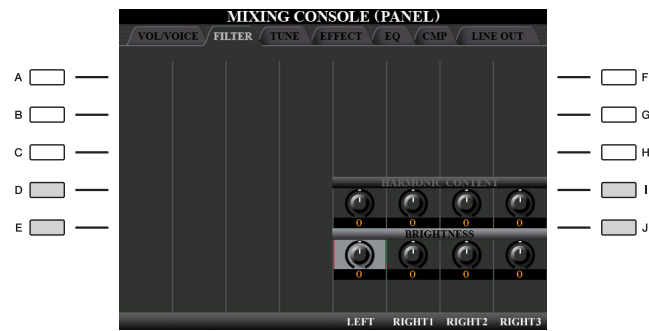 MIXING CONSOLE (PANEL)
VOL/VOICE FILTER TUNE EFFECT EQ CMP LINE OUT
A F
B G
C H
D I
HARMONIC CONTENT
0 0 0 0
E J
BRIGHTNESS
0 0 0 0
LEFT RIGHT1 RIGHT2 RIGHT3